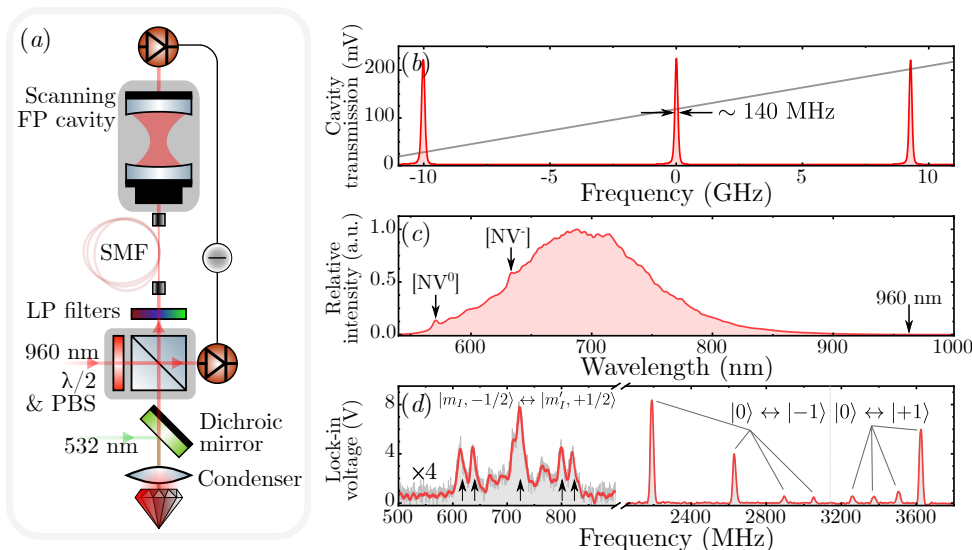 (a)
Scanning
FP cavity
SMF
LP filters
960 nm
λ/2
& PBS
532 nm
Dichroic
mirror
Condenser
(b)
Cavity
transmission (mV)
200
100
0
∼ 140 MHz
-10 -5 0 5 10
Frequency (GHz)
(c)
Relative
intensity (a.u.)
1.0
0.5
0.0
[NV⁰]
[NV⁻]
960 nm
600 700 800 900 1000
Wavelength (nm)
(d)
Lock-in
voltage (V)
8
4
0
|m_I, -1/2⟩ ↔ |m′_I, +1/2⟩
×4
|0⟩ ↔ |-1⟩ |0⟩ ↔ |+1⟩
500 600 700 800 2400 2800 3200 3600
Frequency (MHz)